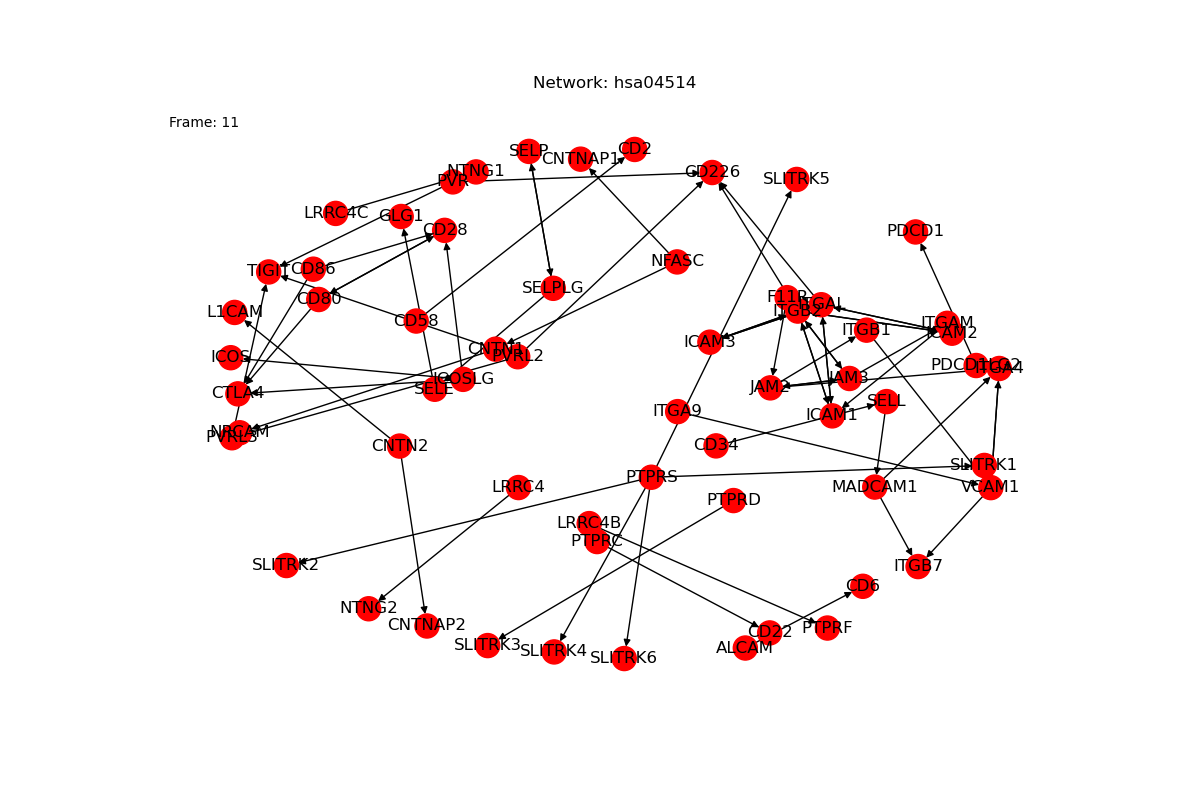 Network: hsa04514
Frame: 11
SELP
CNTNAP1
CD2
NTNG1
PVR
CD226
SLITRK5
LRRC4C
GLG1
CD28
PDCD1
NFASC
TIGIT
CD86
SELPLG
CD80
F11R
ITGAL
ITGB2
L1CAM
CD58
ITGAM
ICAM2
ITGB1
ICAM3
CNTN1
PVRL2
ICOS
PDCD1LG2
ITGA4
ICOSLG
JAM3
JAM2
CTLA4
SELE
SELL
ITGA9
ICAM1
NRCAM
PVRL3
CNTN2
CD34
SLITRK1
PTPRS
LRRC4
MADCAM1
VCAM1
PTPRD
LRRC4B
PTPRC
SLITRK2
ITGB7
CD6
NTNG2
CNTNAP2
PTPRF
CD22
SLITRK3
ALCAM
SLITRK4
SLITRK6